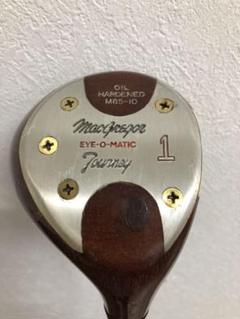 OIL
HARDENED
M85-10
MacGregor
EYE-O-MATIC
1
Tourney